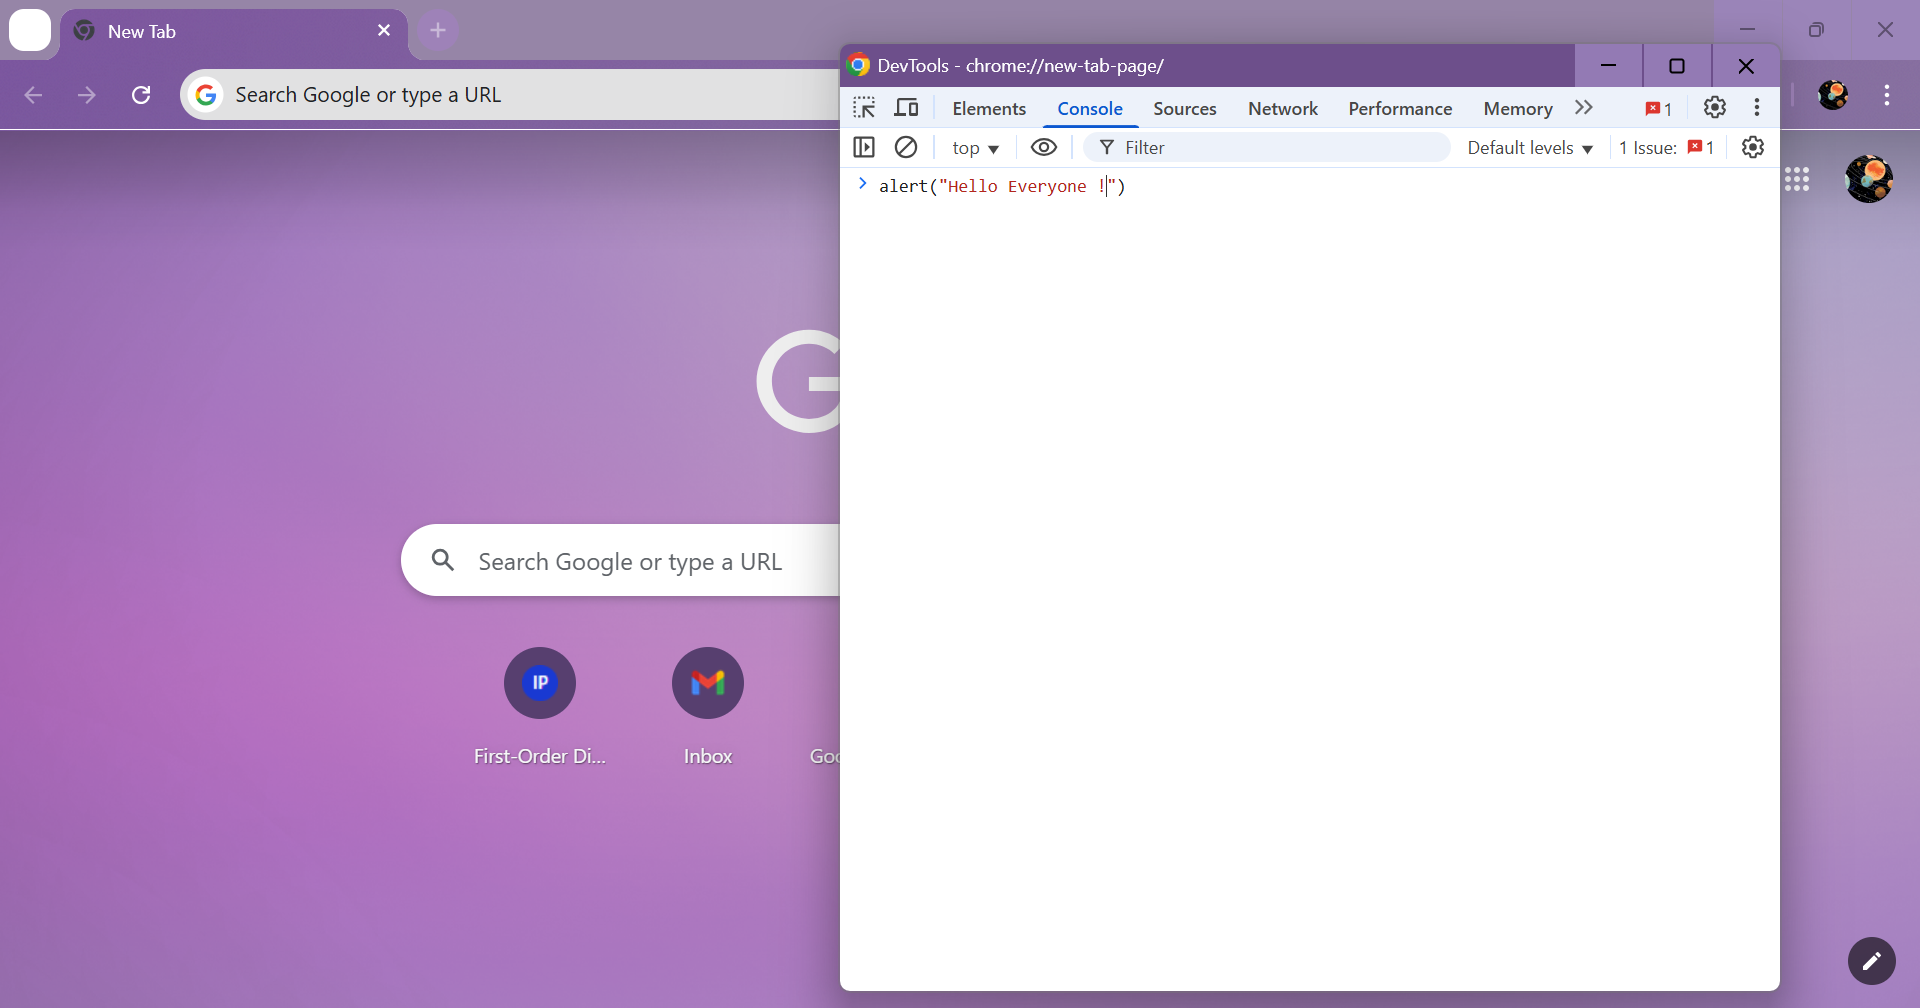 New Tab
Search Google or type a URL
DevTools - chrome://new-tab-page/
Elements Console Sources Network Performance Memory 1
top Filter Default levels 1 Issue: 1
alert("Hello Everyone !")
G
Search Google or type a URL
IP
First-Order Di... Inbox Goo